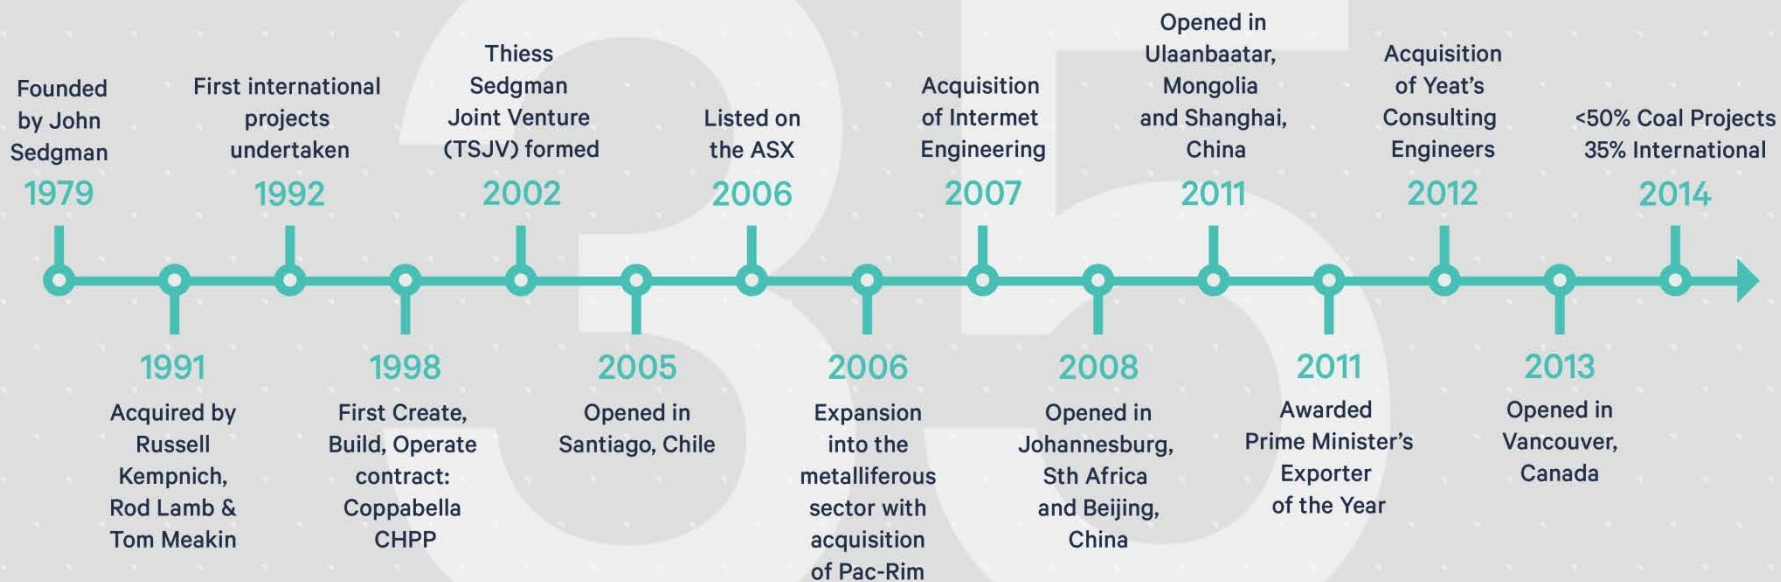 Founded
by John
Sedgman
1979
1991
Acquired by
Russell
Kempnich,
Rod Lamb &
Tom Meakin
First international
projects
undertaken
1992
1998
First Create,
Build, Operate
contract:
Coppabella
CHPP
Thiess
Sedgman
Joint Venture
(TSJV) formed
2002
2005
Opened in
Santiago, Chile
Listed on
the ASX
2006
2006
Expansion
into the
metalliferous
sector with
acquisition
of Pac-Rim
Acquisition
of Intermet
Engineering
2007
2008
Opened in
Johannesburg,
Sth Africa
and Beijing,
China
Opened in
Ulaanbaatar,
Mongolia
and Shanghai,
China
2011
2011
Awarded
Prime Minister's
Exporter
of the Year
Acquisition
of Yeat's
Consulting
Engineers
2012
2013
Opened in
Vancouver,
Canada
<50% Coal Projects
35% International
2014
35